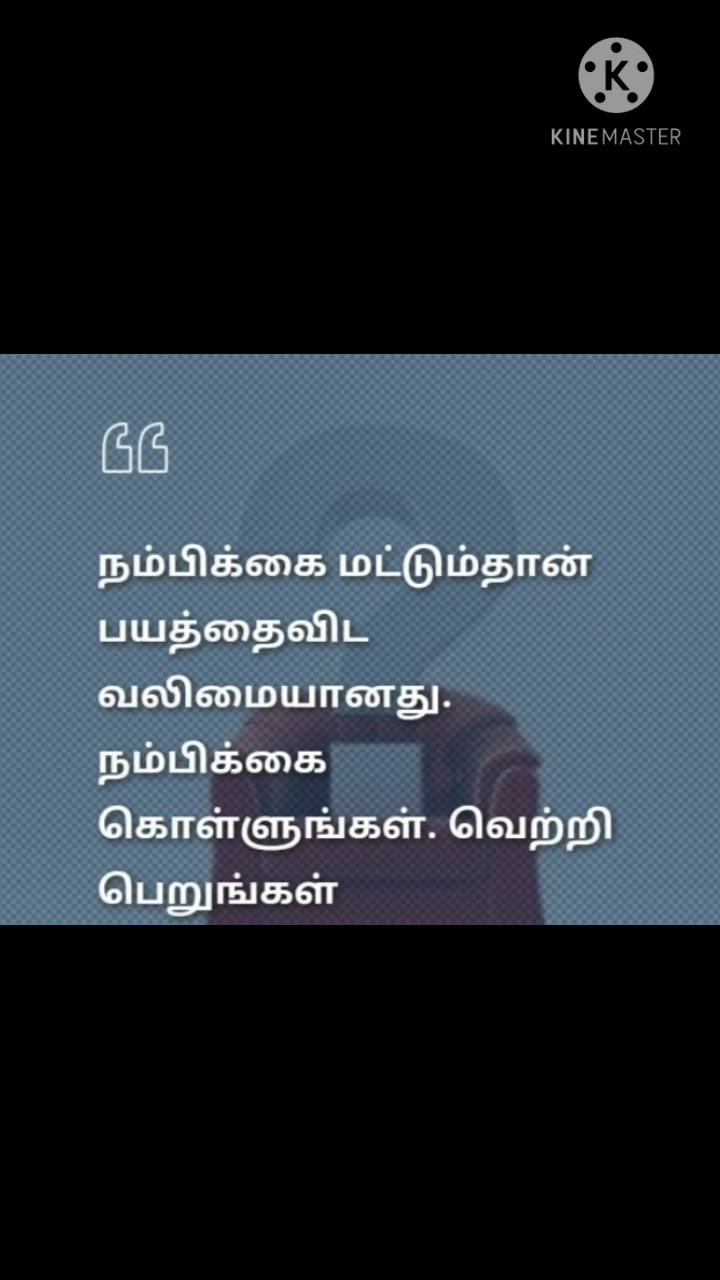 KINEMASTER
நம்பிக்கை மட்டும்தான்
பயத்தைவிட
வலிமையானது.
நம்பிக்கை
கொள்ளுங்கள். வெற்றி
பெறுங்கள்